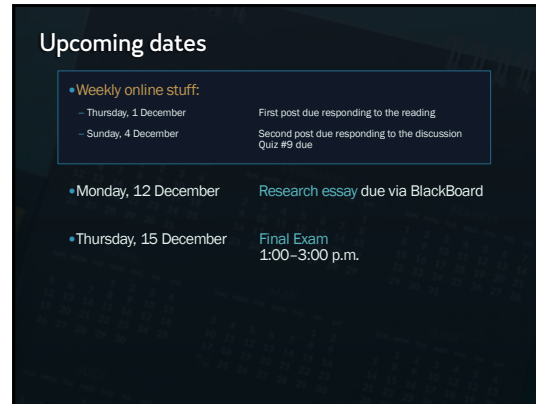 Upcoming dates
•Weekly online stuff:
– Thursday, 1 December First post due responding to the reading
– Sunday, 4 December Second post due responding to the discussion
Quiz #9 due
•Monday, 12 December Research essay due via BlackBoard
•Thursday, 15 December Final Exam
1:00–3:00 p.m.